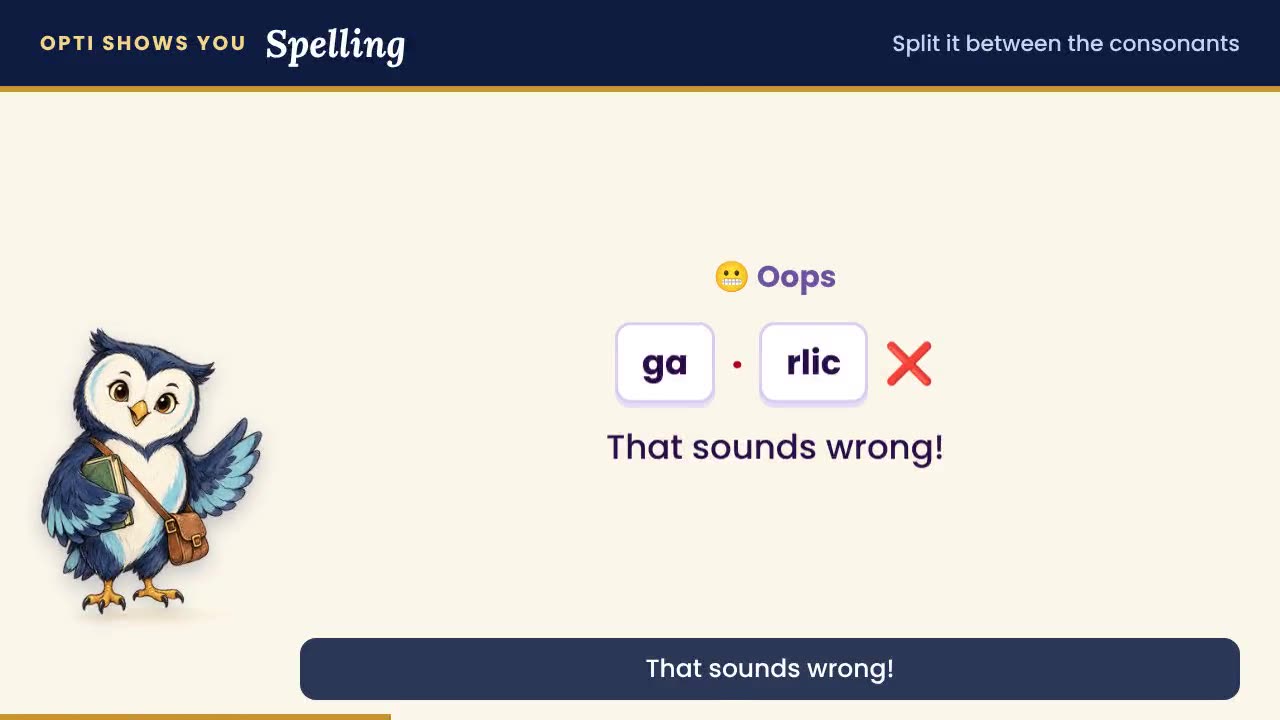 OPTI SHOWS YOU Spelling
Split it between the consonants
😬 Oops
ga · rlic ❌
That sounds wrong!
That sounds wrong!